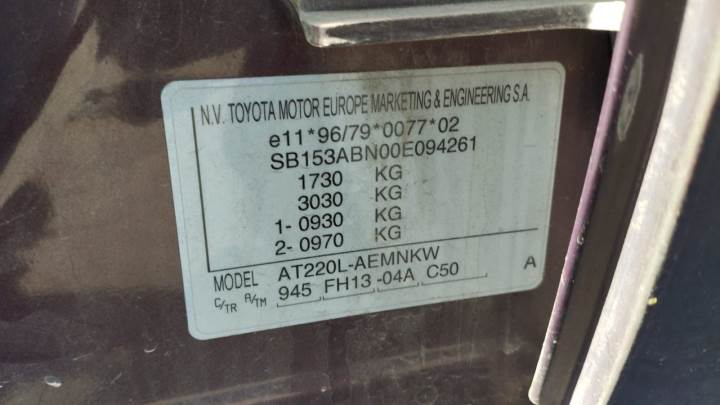 N.V. TOYOTA MOTOR EUROPE MARKETING & ENGINEERING S.A.
e11*96/79*0077*02
SB153ABN00E094261
1730 KG
3030 KG
1- 0930 KG
2- 0970 KG
MODEL AT220L-AEMNKW
C/TR A/TM 945 FH13 -04A C50 A